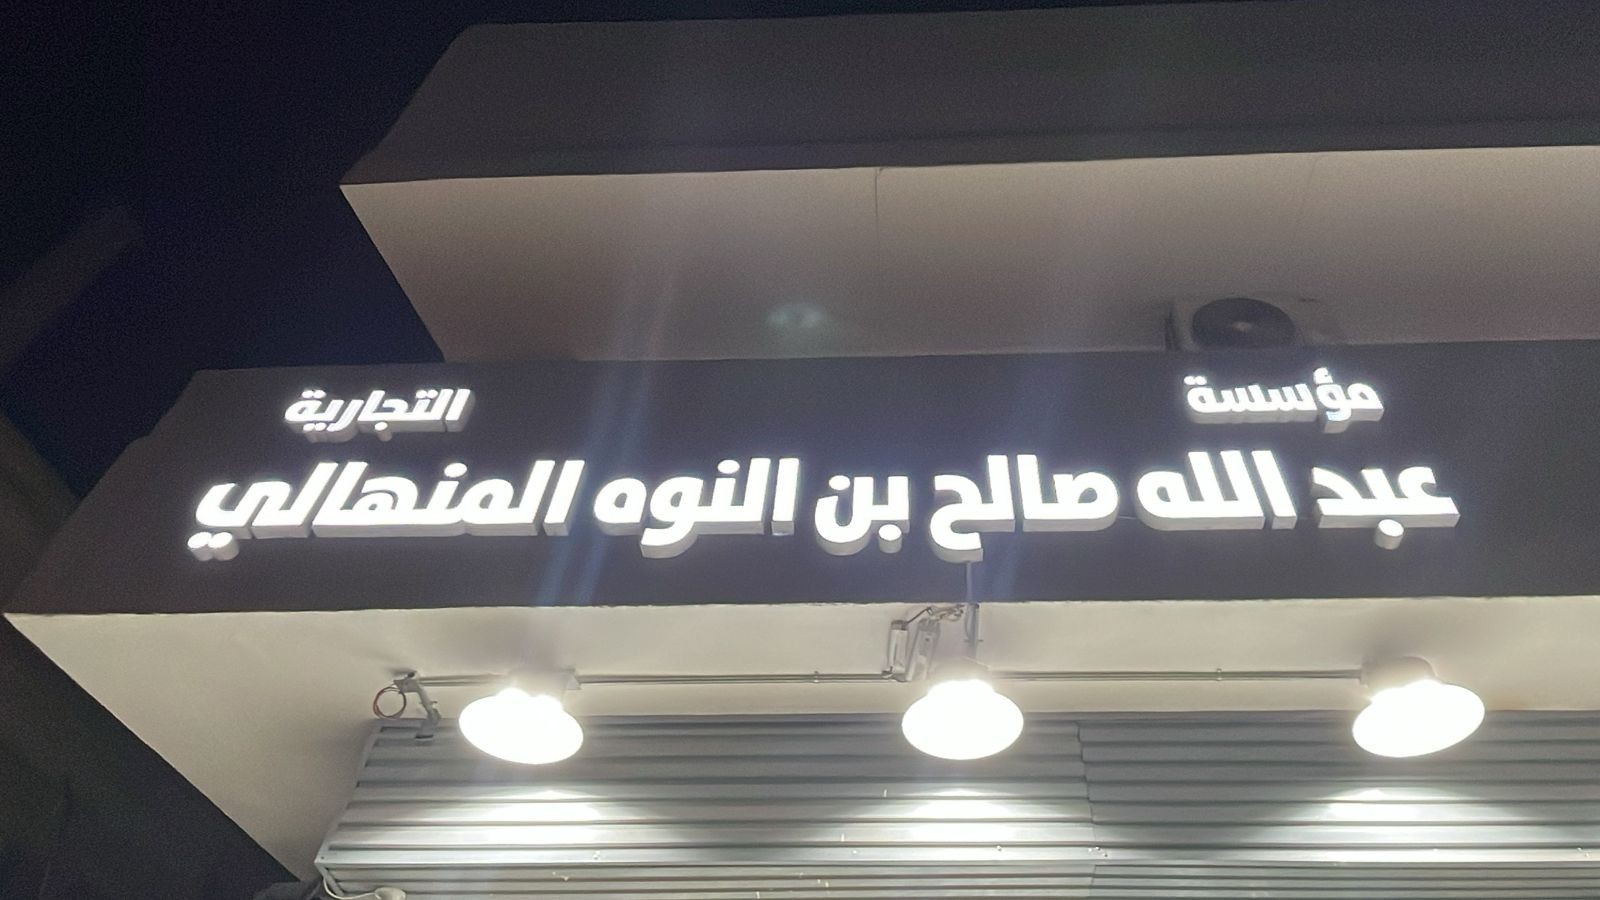 مؤسسة التجارية
عبد الله صالح بن النوه المنهالي